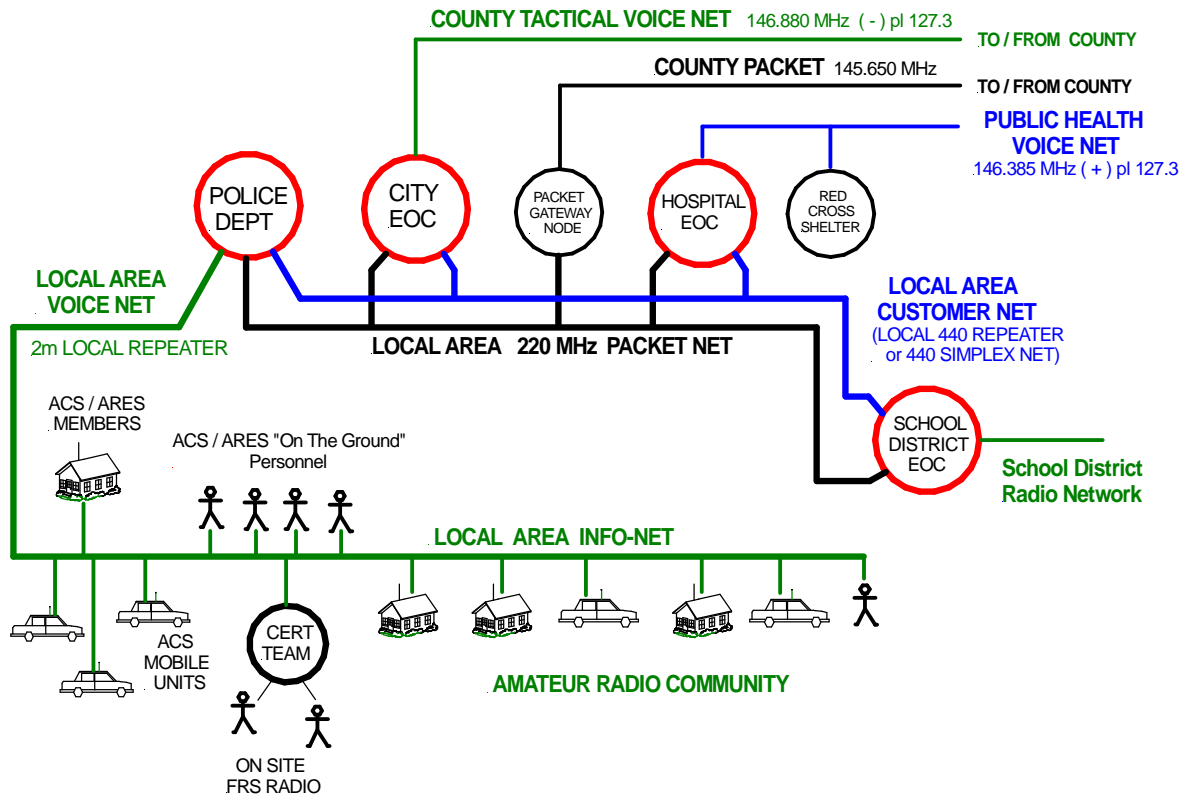 COUNTY TACTICAL VOICE NET 146.880 MHz ( - ) pl 127.3
TO / FROM COUNTY
COUNTY PACKET 145.650 MHz
TO / FROM COUNTY
PUBLIC HEALTH
VOICE NET
146.385 MHz ( + ) pl 127.3
POLICE
DEPT
CITY
EOC
PACKET
GATEWAY
NODE
HOSPITAL
EOC
RED
CROSS
SHELTER
LOCAL AREA
VOICE NET
2m LOCAL REPEATER
LOCAL AREA 220 MHz PACKET NET
LOCAL AREA
CUSTOMER NET
(LOCAL 440 REPEATER
or 440 SIMPLEX NET)
ACS / ARES
MEMBERS
ACS / ARES "On The Ground"
Personnel
SCHOOL
DISTRICT
EOC
School District
Radio Network
LOCAL AREA INFO-NET
ACS
MOBILE
UNITS
CERT
TEAM
AMATEUR RADIO COMMUNITY
ON SITE
FRS RADIO